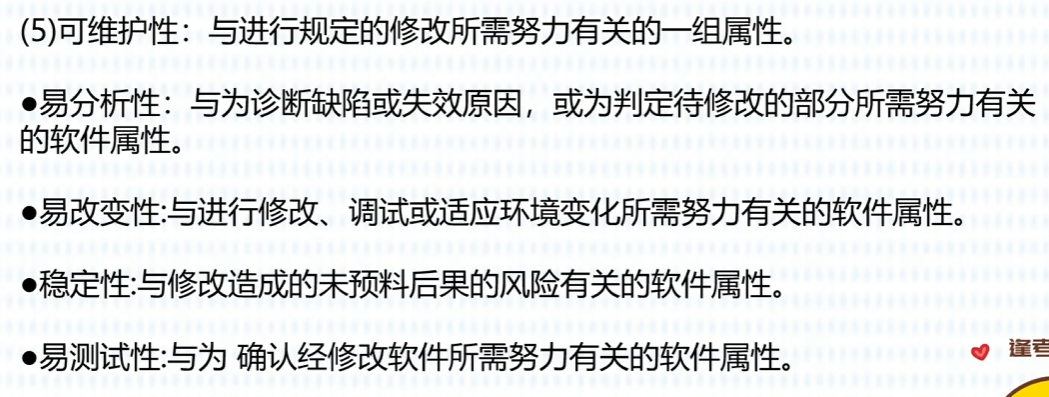 (5)可维护性：与进行规定的修改所需努力有关的一组属性。
●易分析性：与为诊断缺陷或失效原因，或为判定待修改的部分所需努力有关
的软件属性。
●易改变性:与进行修改、调试或适应环境变化所需努力有关的软件属性。
●稳定性:与修改造成的未预料后果的风险有关的软件属性。
●易测试性:与为 确认经修改软件所需努力有关的软件属性。
逢考